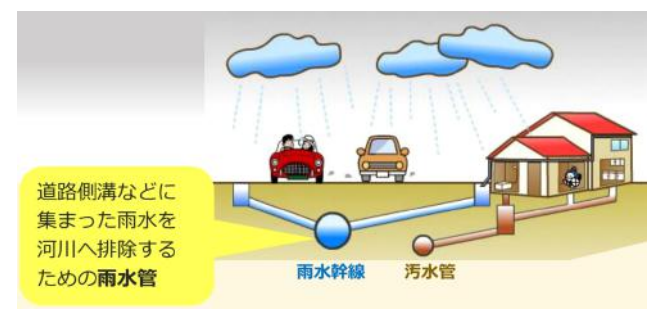 道路側溝などに
集まった雨水を
河川へ排除する
ための雨水管
雨水幹線
汚水管